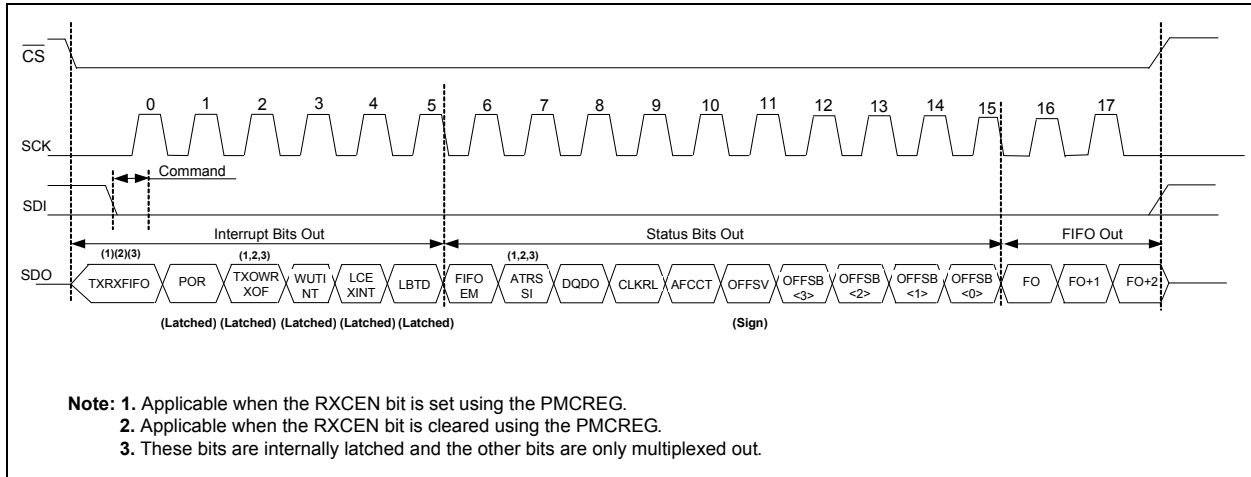 CS
0 1 2 3 4 5 6 7 8 9 10 11 12 13 14 15 16 17
SCK
Command
SDI
Interrupt Bits Out Status Bits Out FIFO Out
(1)(2)(3) (1,2,3) (1,2,3)
SDO
TXRXFIFO
POR
TXOWR
XOF
WUTI
NT
LCE
XINT
LBTD
FIFO
EM
ATRS
SI
DQDO
CLKRL
AFCCT
OFFSV
OFFSB
<3>
OFFSB
<2>
OFFSB
<1>
OFFSB
<0>
FO
FO+1
FO+2
(Latched) (Latched) (Latched) (Latched) (Latched) (Sign)
Note: 1. Applicable when the RXCEN bit is set using the PMCREG.
2. Applicable when the RXCEN bit is cleared using the PMCREG.
3. These bits are internally latched and the other bits are only multiplexed out.